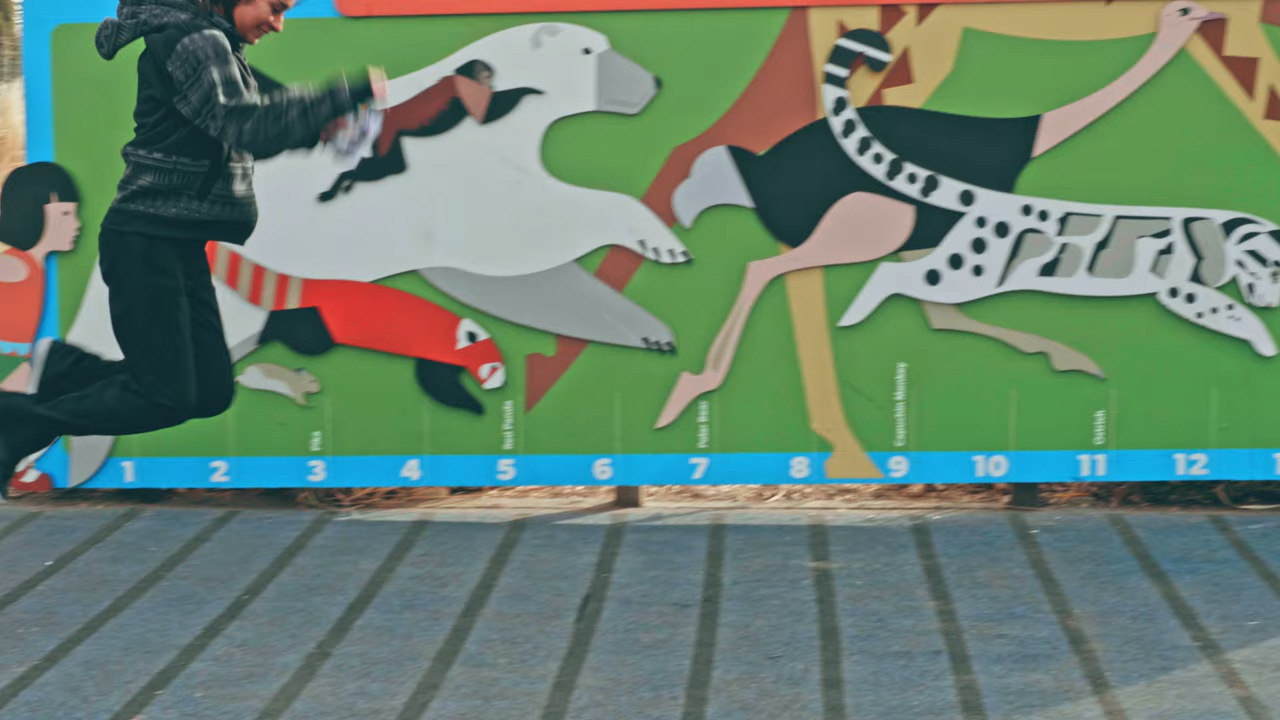 Pika
Red Panda
Polar Bear
Capuchin Monkey
Ostrich
1 2 3 4 5 6 7 8 9 10 11 12